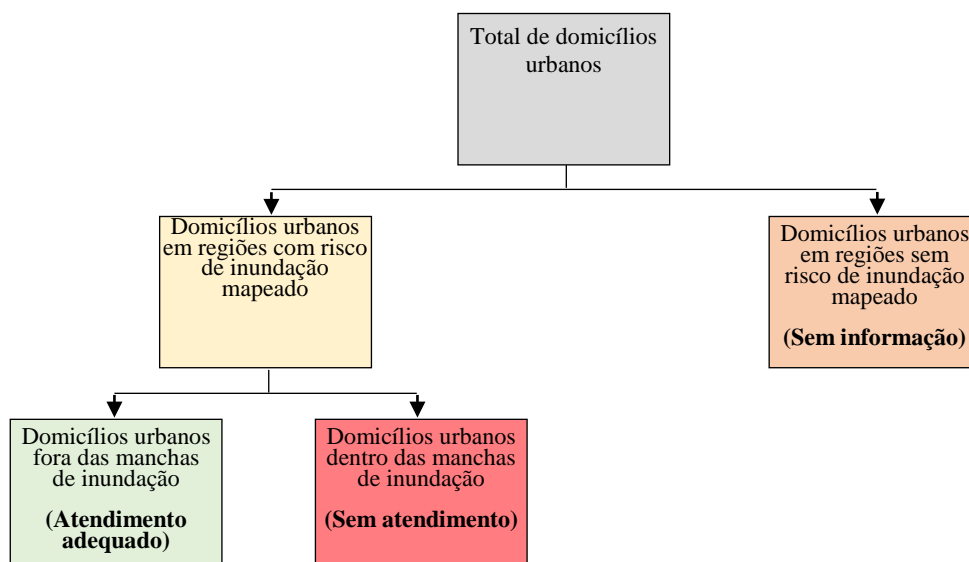 Total de domicílios
urbanos
Domicílios urbanos
em regiões com risco
de inundação
mapeado
Domicílios urbanos
em regiões sem
risco de inundação
mapeado
(Sem informação)
Domicílios urbanos
fora das manchas
de inundação
(Atendimento
adequado)
Domicílios urbanos
dentro das manchas
de inundação
(Sem atendimento)